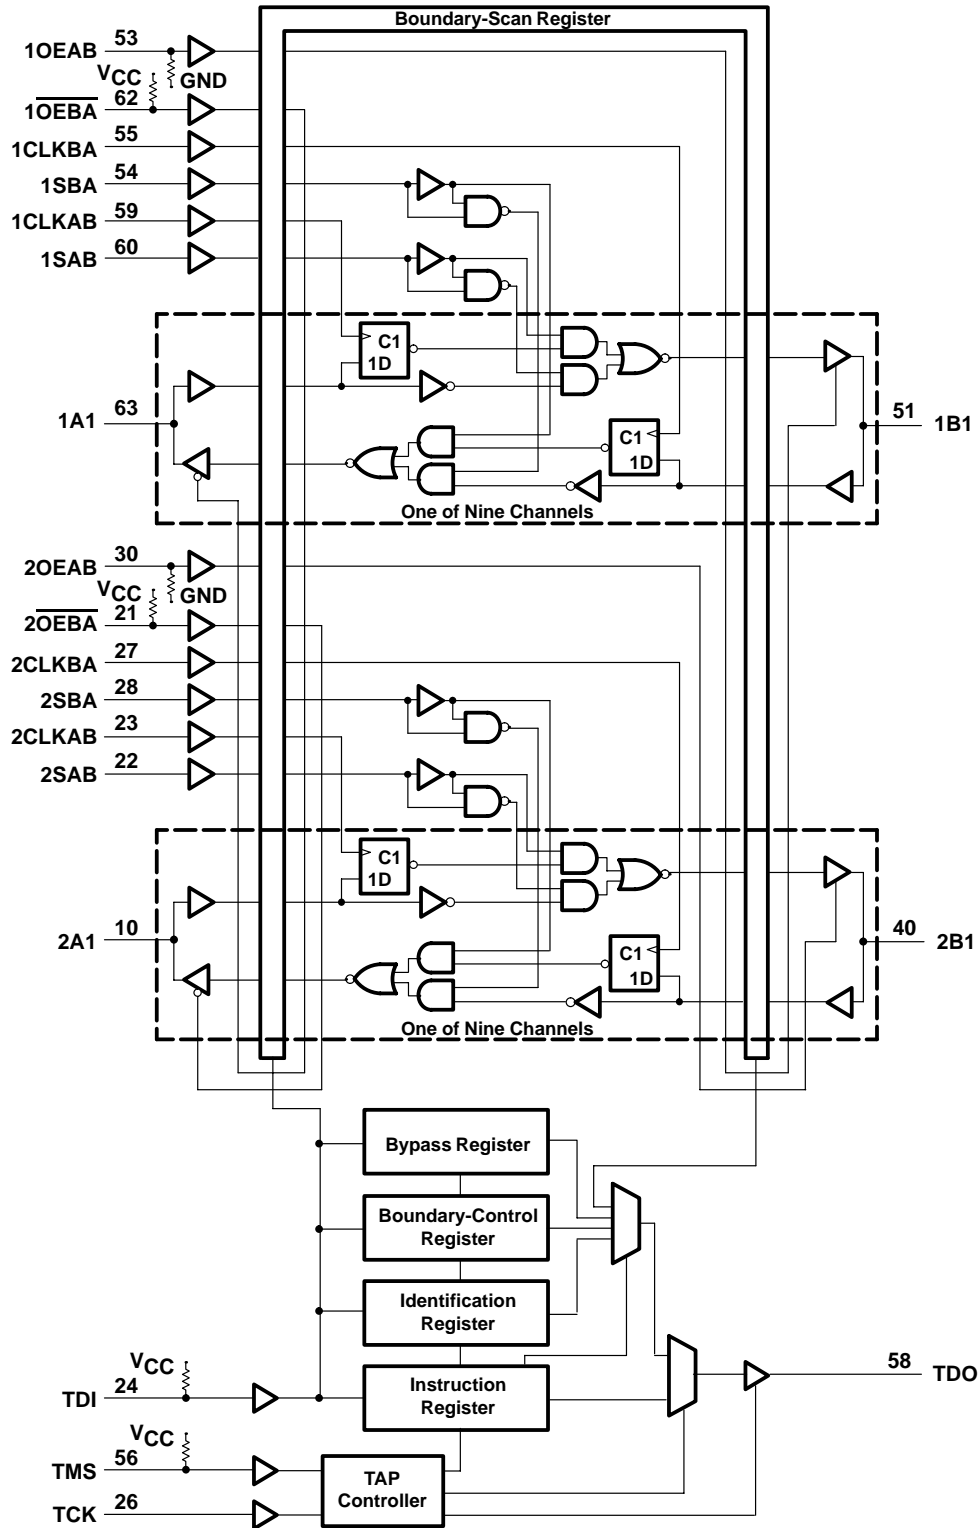 Boundary-Scan Register
1OEAB 53
VCC
GND
1OEBA 62
1CLKBA 55
1SBA 54
1CLKAB 59
1SAB 60
C1
1D
1A1 63
51 1B1
C1
1D
One of Nine Channels
2OEAB 30
VCC
GND
2OEBA 21
2CLKBA 27
2SBA 28
2CLKAB 23
2SAB 22
C1
1D
2A1 10
40 2B1
C1
1D
One of Nine Channels
Bypass Register
Boundary-Control
Register
Identification
Register
VCC
TDI 24
Instruction
Register
58 TDO
VCC
TMS 56
TAP
Controller
TCK 26